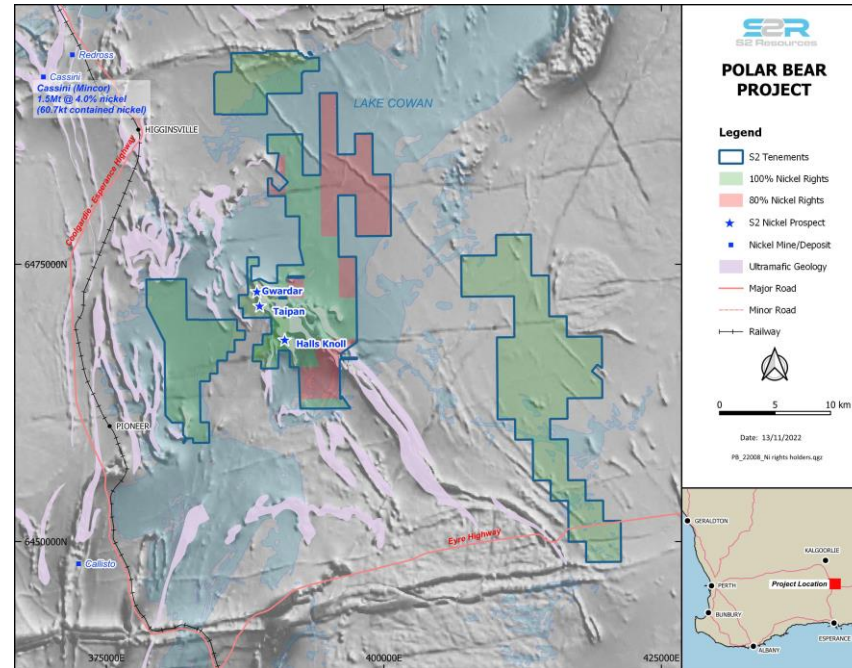 Redross
Cassini
Cassini (Mincor)
1.5Mt @ 4.0% nickel
(60.7kt contained nickel)
HIGGINSVILLE
Coolgardie - Esperance Highway
LAKE COWAN
6475000N
Gwardar
Taipan
Halls Knoll
PIONEER
6450000N
Callisto
Eyre Highway
375000E
400000E
425000E
S2R
S2 Resources
POLAR BEAR
PROJECT
Legend
S2 Tenements
100% Nickel Rights
80% Nickel Rights
S2 Nickel Prospect
Nickel Mine/Deposit
Ultramafic Geology
Major Road
Minor Road
Railway
0 5 10 km
Date: 13/11/2022
PB_22008_Ni rights holders.qgz
GERALDTON
KALGOORLIE
Project Location
PERTH
BUNBURY
ESPERANCE
ALBANY